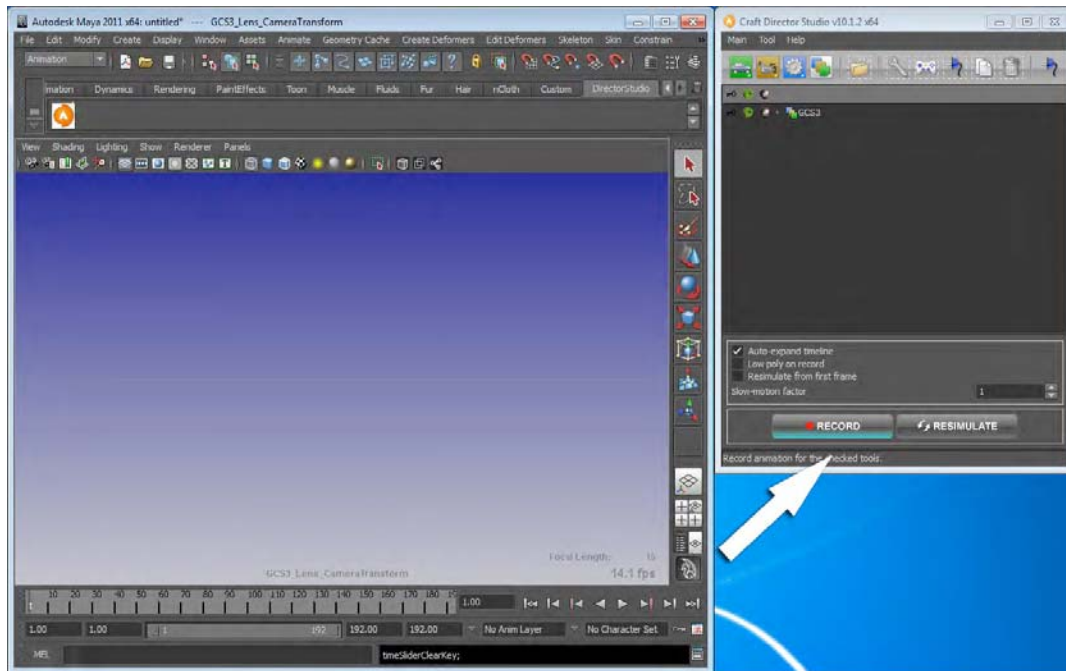 Autodesk Maya 2011 x64: untitled* --- GCS3_Lens_CameraTransform
File Edit Modify Create Display Window Assets Animate Geometry Cache Create Deformers Edit Deformers Skeleton Skin Constrain
Animation
mation Dynamics Rendering PaintEffects Toon Muscle Fluids Fur Hair nCloth Custom DirectorStudio
View Shading Lighting Show Renderer Panels
Focal Length: 15
GCS3_Lens_CameraTransform 14.1 fps
10 20 30 40 50 60 70 80 90 100 110 120 130 140 150 160 170 180 19
1 1.00
1.00 1.00 1 192 192.00 192.00 No Anim Layer No Character Set
MEL timeSliderClearKey;
Craft Director Studio v10.1.2 x64
Main Tool Help
GCS3
Auto-expand timeline
Low poly on record
Resimulate from first frame
Slow-motion factor 1
RECORD RESIMULATE
Record animation for the checked tools.